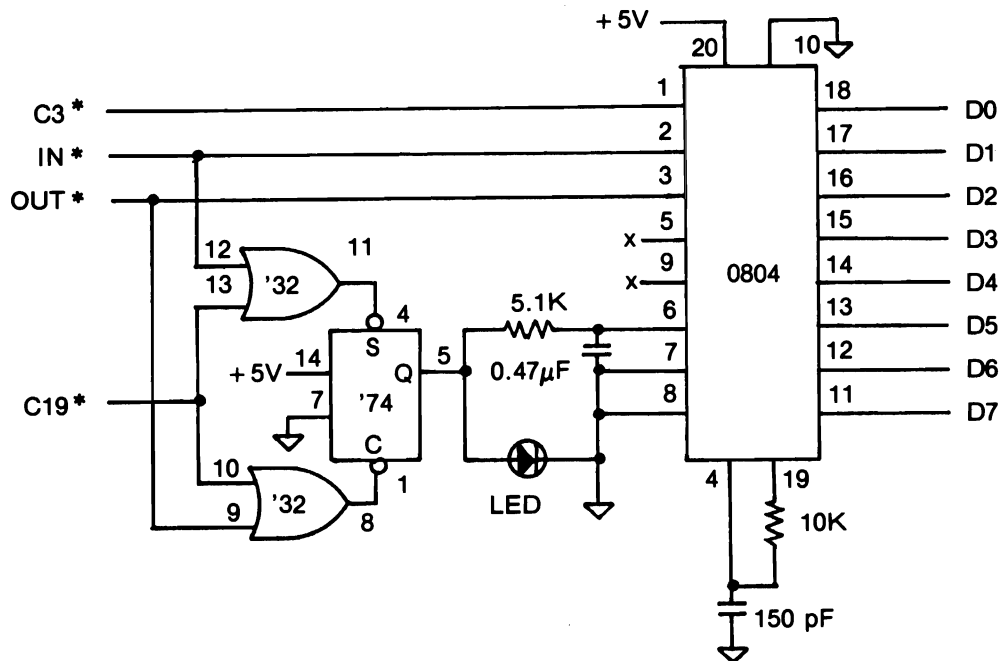 +5V
20
10
C3*
1
18
D0
IN*
2
17
D1
OUT*
3
16
D2
x
5
15
D3
x
9
14
D4
12
13
'32
11
0804
5.1K
6
13
D5
4
S
0.47µF
7
12
D6
+5V
14
Q
5
8
11
D7
7
'74
C19*
C
1
10
9
'32
8
LED
4
19
10K
150 pF